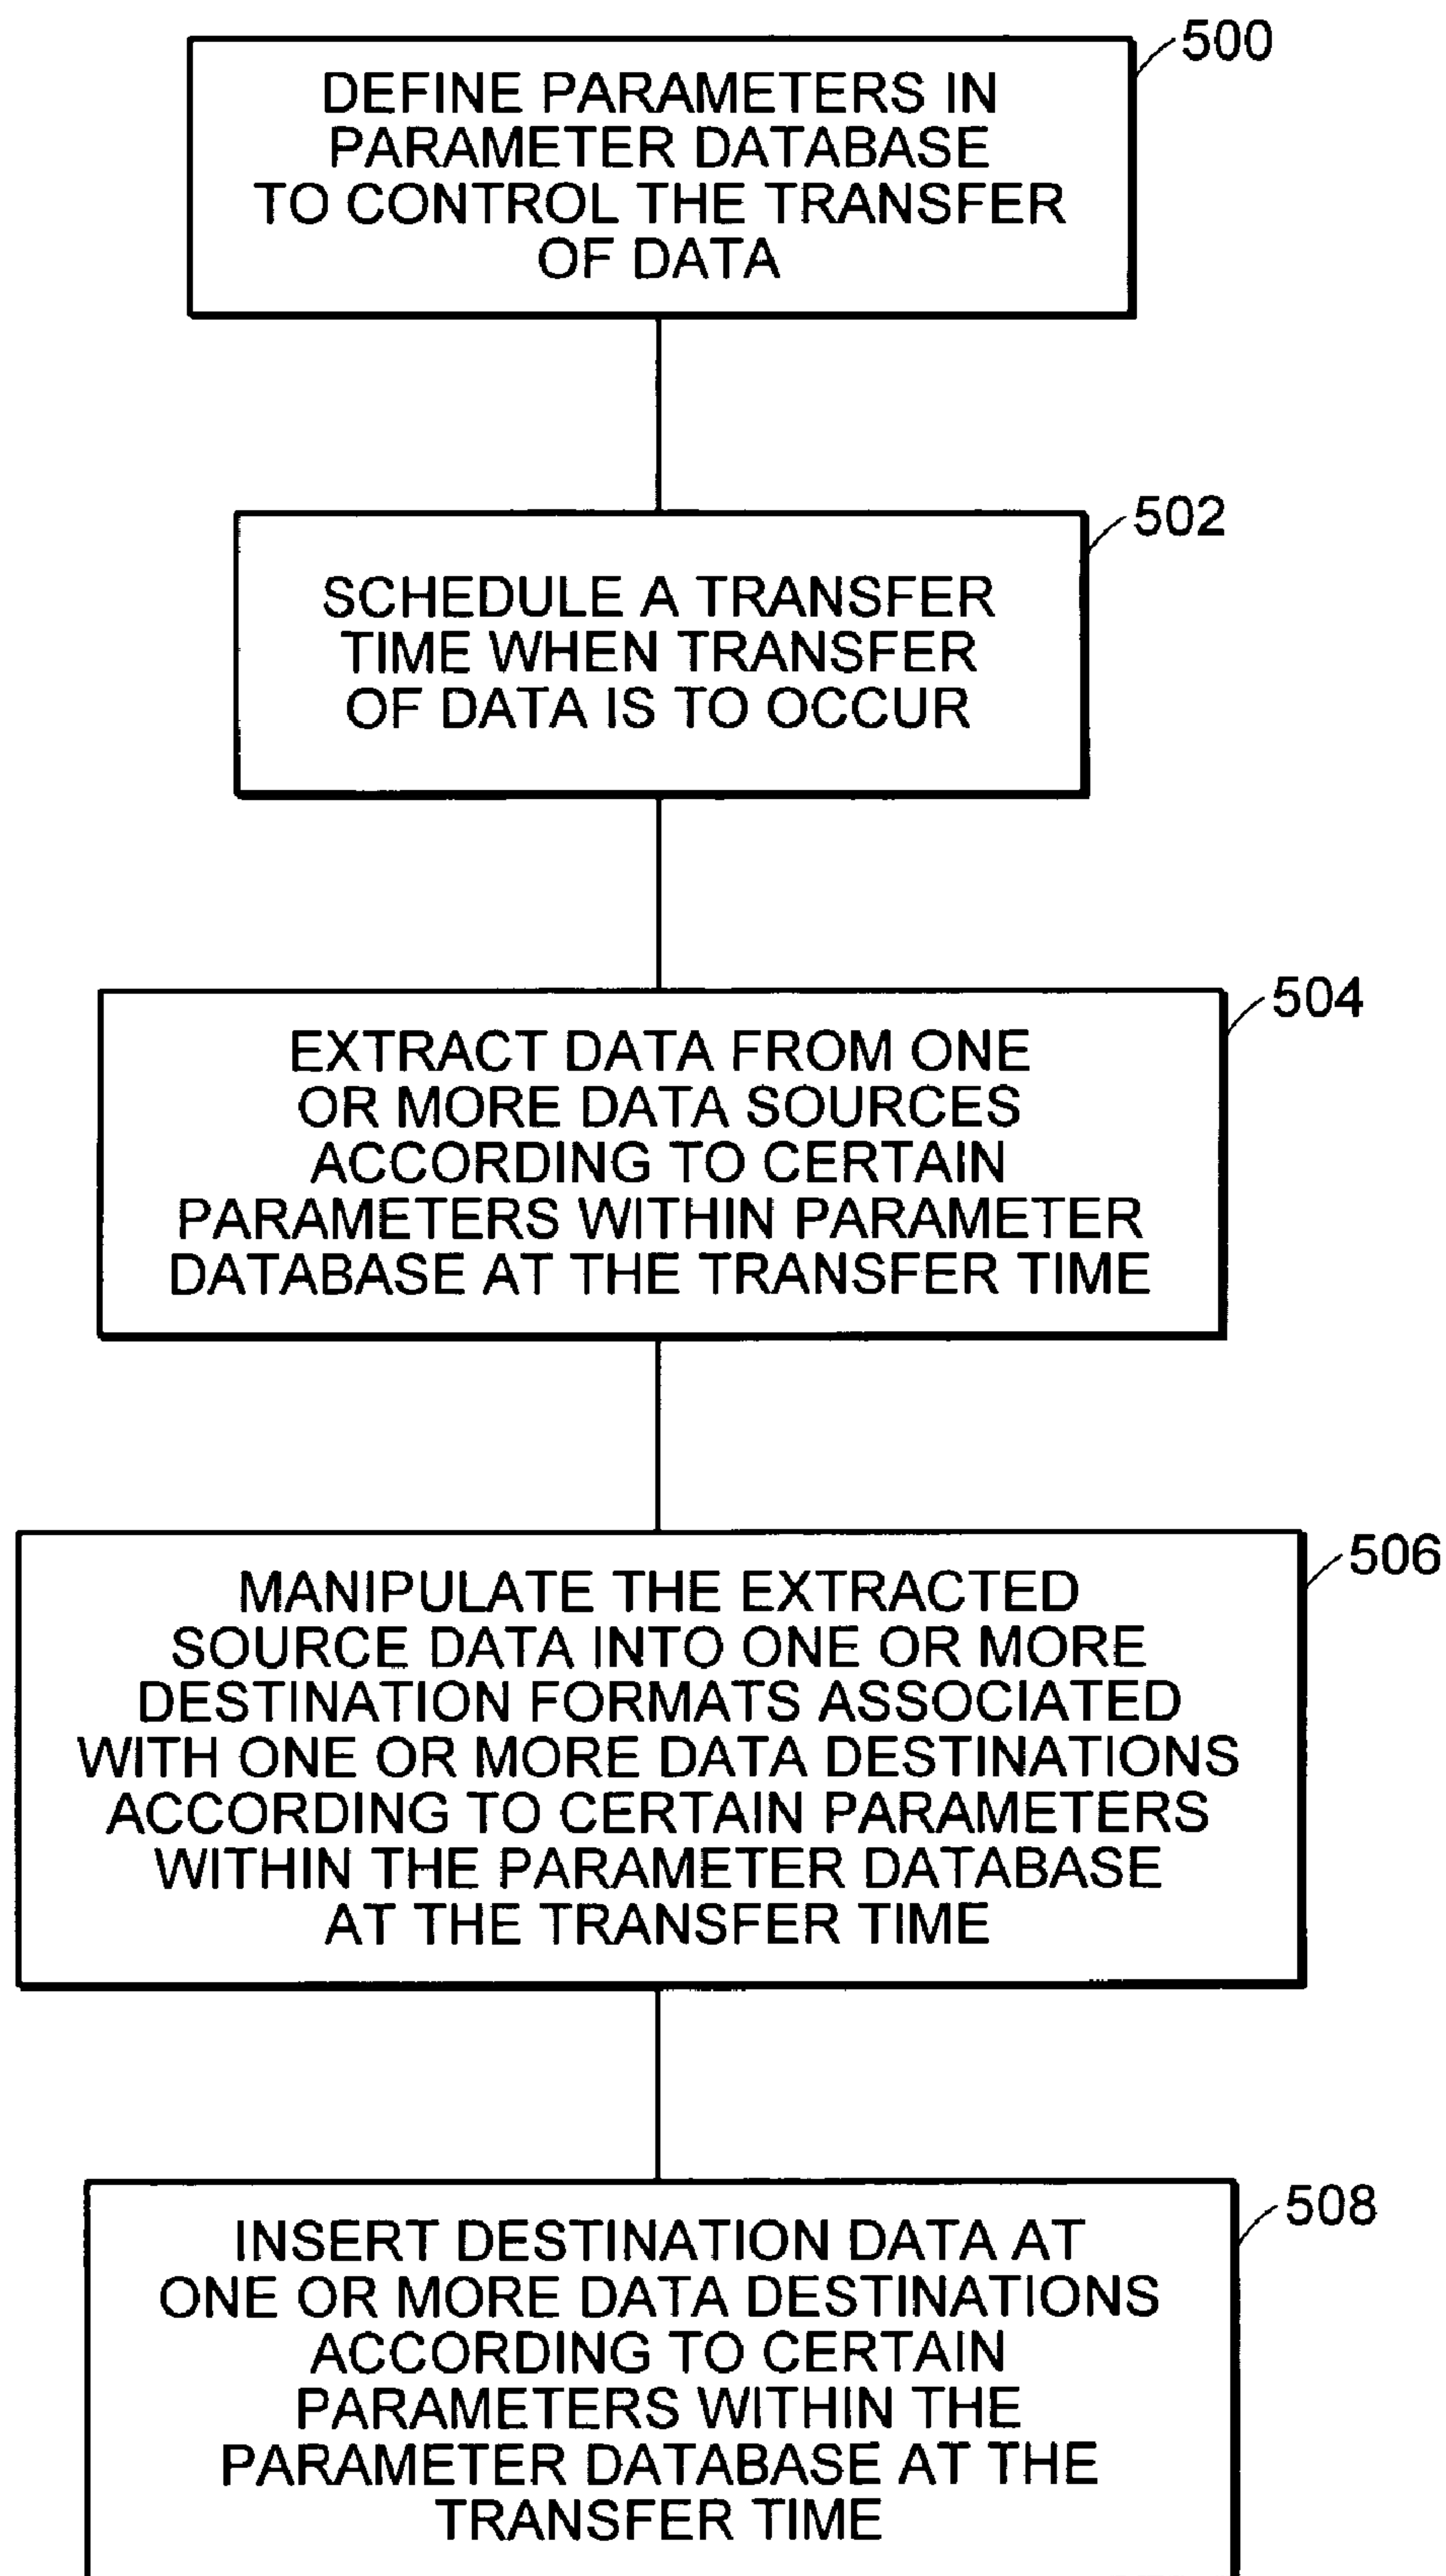 500
DEFINE PARAMETERS IN
PARAMETER DATABASE
TO CONTROL THE TRANSFER
OF DATA
502
SCHEDULE A TRANSFER
TIME WHEN TRANSFER
OF DATA IS TO OCCUR
504
EXTRACT DATA FROM ONE
OR MORE DATA SOURCES
ACCORDING TO CERTAIN
PARAMETERS WITHIN PARAMETER
DATABASE AT THE TRANSFER TIME
506
MANIPULATE THE EXTRACTED
SOURCE DATA INTO ONE OR MORE
DESTINATION FORMATS ASSOCIATED
WITH ONE OR MORE DATA DESTINATIONS
ACCORDING TO CERTAIN PARAMETERS
WITHIN THE PARAMETER DATABASE
AT THE TRANSFER TIME
508
INSERT DESTINATION DATA AT
ONE OR MORE DATA DESTINATIONS
ACCORDING TO CERTAIN
PARAMETERS WITHIN THE
PARAMETER DATABASE AT THE
TRANSFER TIME